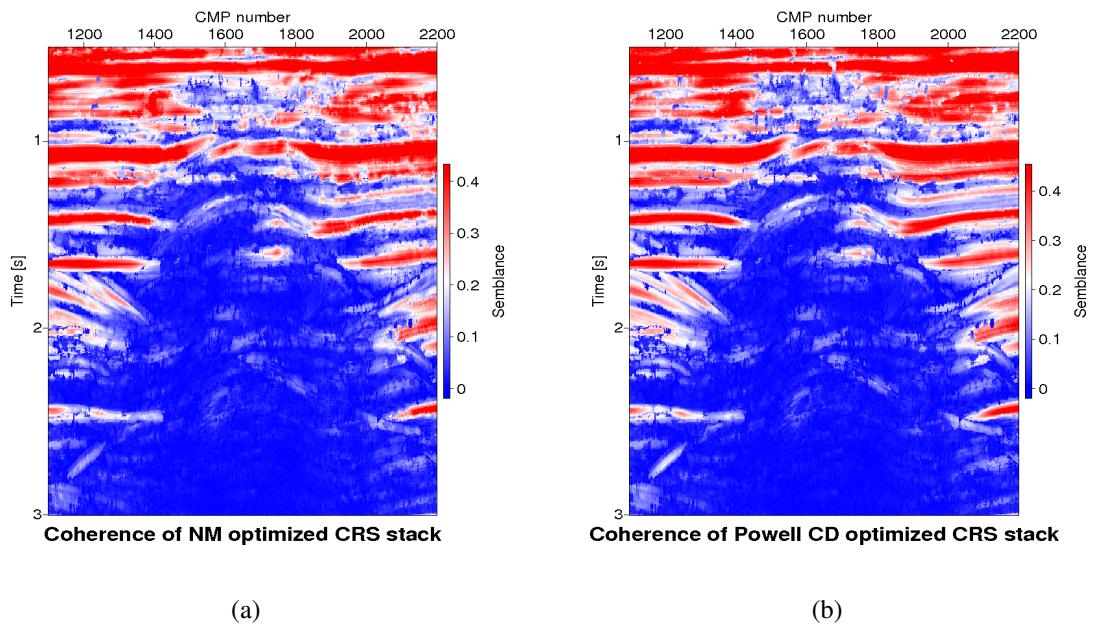 CMP number
1200 1400 1600 1800 2000 2200
1
2
3
Time [s]
0.4
0.3
0.2
0.1
0
Semblance
Coherence of NM optimized CRS stack
(a)
CMP number
1200 1400 1600 1800 2000 2200
1
2
3
Time [s]
0.4
0.3
0.2
0.1
0
Semblance
Coherence of Powell CD optimized CRS stack
(b)